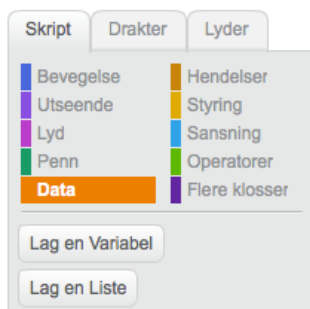 Skript Drakter Lyder
Bevegelse Hendelser
Utseende Styring
Lyd Sansning
Penn Operatorer
Data Flere klosser
Lag en Variabel
Lag en Liste